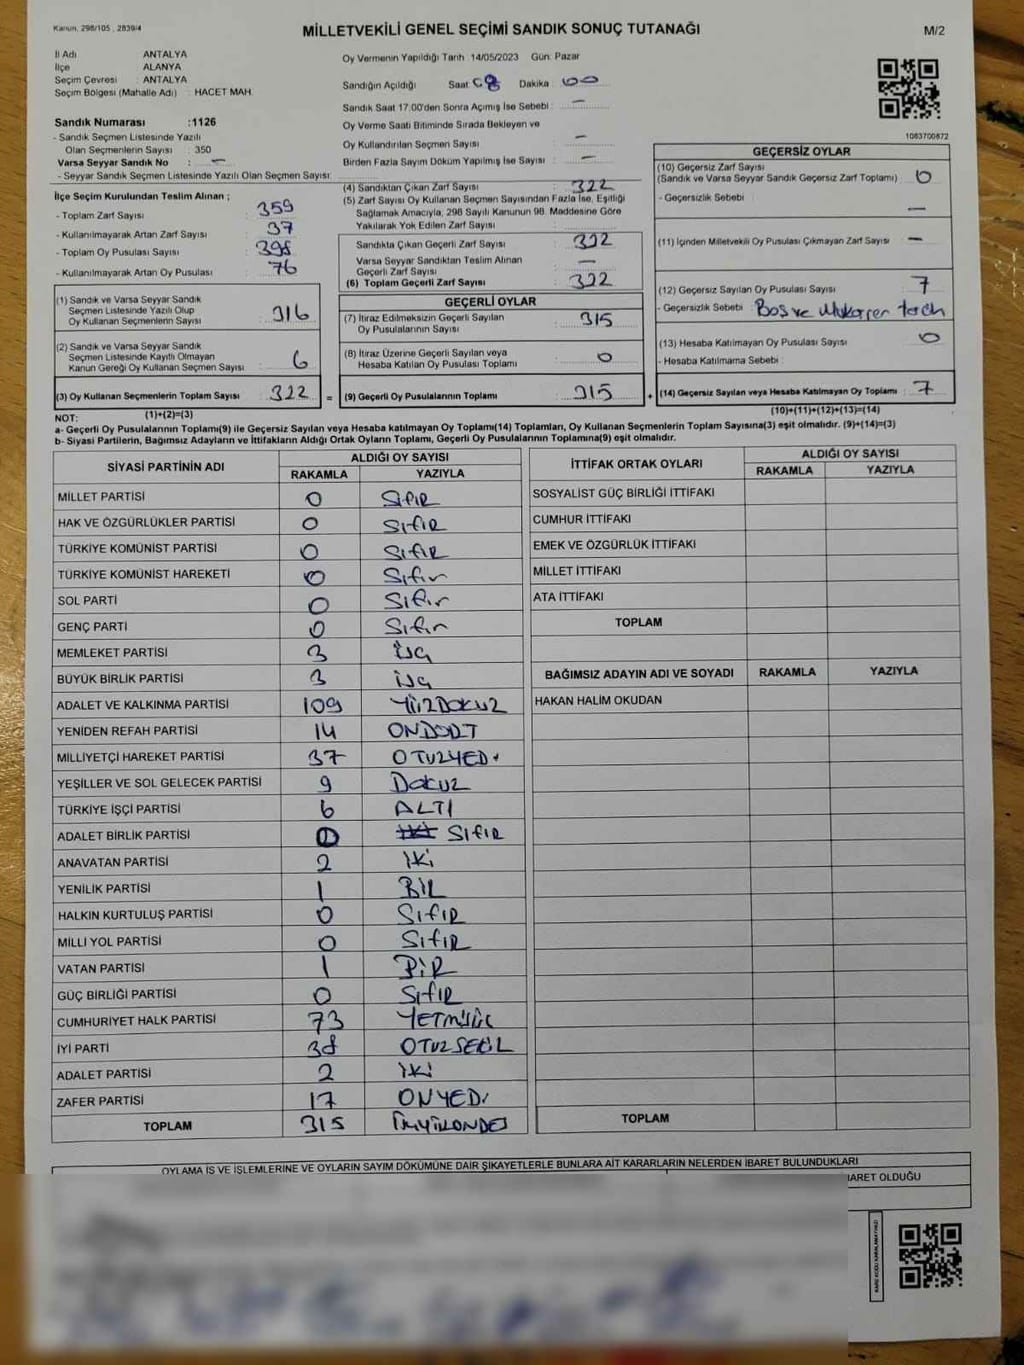 Kanun, 298/105 , 2839/4
MİLLETVEKİLİ GENEL SEÇİMİ SANDIK SONUÇ TUTANAĞI
M/2
İl Adı ANTALYA
İlçe ALANYA
Seçim Çevresi : ANTALYA
Seçim Bölgesi (Mahalle Adı) : HACET MAH.
Sandık Numarası :1126
- Sandık Seçmen Listesinde Yazılı
Olan Seçmenlerin Sayısı : 350
Varsa Seyyar Sandık No : —
- Seyyar Sandık Seçmen Listesinde Yazılı Olan Seçmen Sayısı:
Oy Vermenin Yapıldığı Tarih 14/05/2023 Gün: Pazar
Sandığın Açıldığı Saat: 08 Dakika : 00
Sandık Saat 17.00'den Sonra Açımış İse Sebebi : —
Oy Verme Saati Bitiminde Sırada Bekleyen ve
Oy Kullandırılan Seçmen Sayısı : —
Birden Fazla Sayım Döküm Yapılmış İse Sayısı : —
1083700872
İlçe Seçim Kurulundan Teslim Alınan ;
- Toplam Zarf Sayısı : 359
- Kullanılmayarak Artan Zarf Sayısı : 37
- Toplam Oy Pusulası Sayısı : 398
- Kullanılmayarak Artan Oy Pusulası : 76
(1) Sandık ve Varsa Seyyar Sandık
Seçmen Listesinde Yazılı Olup
Oy Kullanan Seçmenlerin Sayısı : 316
(2) Sandık ve Varsa Seyyar Sandık
Seçmen Listesinde Kayıtlı Olmayan
Kanun Gereği Oy Kullanan Seçmen Sayısı : 6
(3) Oy Kullanan Seçmenlerin Toplam Sayısı : 322 =
(4) Sandıktan Çıkan Zarf Sayısı : 322
(5) Zarf Sayısı Oy Kullanan Seçmen Sayısından Fazla İse, Eşitliği
Sağlamak Amacıyla, 298 Sayılı Kanunun 98. Maddesine Göre
Yakılarak Yok Edilen Zarf Sayısı :
Sandıkta Çıkan Geçerli Zarf Sayısı : 322
Varsa Seyyar Sandıktan Teslim Alınan
Geçerli Zarf Sayısı : —
(6) Toplam Geçerli Zarf Sayısı : 322
GEÇERLİ OYLAR
(7) İtiraz Edilmeksizin Geçerli Sayılan
Oy Pusulalarının Sayısı : 315
(8) İtiraz Üzerine Geçerli Sayılan veya
Hesaba Katılan Oy Pusulası Toplamı : 0
(9) Geçerli Oy Pusulalarının Toplamı : 315 +
GEÇERSİZ OYLAR
(10) Geçersiz Zarf Sayısı
(Sandık ve Varsa Seyyar Sandık Geçersiz Zarf Toplamı) : 0
- Geçersizlik Sebebi : —
(11) İçinden Milletvekili Oy Pusulası Çıkmayan Zarf Sayısı : —
(12) Geçersiz Sayılan Oy Pusulası Sayısı : 7
- Geçersizlik Sebebi : Boş ve
(13) Hesaba Katılmayan Oy Pusulası Sayısı : 0
- Hesaba Katılmama Sebebi :
(14) Geçersiz Sayılan veya Hesaba Katılmayan Oy Toplamı : 7
NOT: (1)+(2)=(3)
(10)+(11)+(12)+(13)=(14)
a- Geçerli Oy Pusulalarının Toplamı(9) ile Geçersiz Sayılan veya Hesaba katılmayan Oy Toplamı(14) Toplamları, Oy Kullanan Seçmenlerin Toplam Sayısına(3) eşit olmalıdır. (9)+(14)=(3)
b- Siyasi Partilerin, Bağımsız Adayların ve İttifakların Aldığı Ortak Oyların Toplamı, Geçerli Oy Pusulalarının Toplamına(9) eşit olmalıdır.
SİYASİ PARTİNİN ADI ALDIĞI OY SAYISI
RAKAMLA YAZIYLA
MİLLET PARTİSİ 0 SIFIR
HAK VE ÖZGÜRLÜKLER PARTİSİ 0 SIFIR
TÜRKİYE KOMÜNİST PARTİSİ 0 SIFIR
TÜRKİYE KOMÜNİST HAREKETİ 0 Sıfır
SOL PARTİ 0 Sıfır
GENÇ PARTİ 0 Sıfır
MEMLEKET PARTİSİ 3 üç
BÜYÜK BİRLİK PARTİSİ 3 üç
ADALET VE KALKINMA PARTİSİ 109 YÜZDOKUZ
YENİDEN REFAH PARTİSİ 14 ONDÖRT
MİLLİYETÇİ HAREKET PARTİSİ 37 OTUZYEDİ
YEŞİLLER VE SOL GELECEK PARTİSİ 9 DOKUZ
TÜRKİYE İŞÇİ PARTİSİ 6 ALTI
ADALET BİRLİK PARTİSİ 0 SIFIR
ANAVATAN PARTİSİ 2 İKİ
YENİLİK PARTİSİ 1 BİR
HALKIN KURTULUŞ PARTİSİ 0 SIFIR
MİLLİ YOL PARTİSİ 0 SIFIR
VATAN PARTİSİ 1 BİR
GÜÇ BİRLİĞİ PARTİSİ 0 SIFIR
CUMHURİYET HALK PARTİSİ 73 YETMİŞÜÇ
İYİ PARTİ 38 OTUZSEKİZ
ADALET PARTİSİ 2 İKİ
ZAFER PARTİSİ 17 ONYEDİ
TOPLAM 315
İTTİFAK ORTAK OYLARI ALDIĞI OY SAYISI
RAKAMLA YAZIYLA
SOSYALİST GÜÇ BİRLİĞİ İTTİFAKI
CUMHUR İTTİFAKI
EMEK VE ÖZGÜRLÜK İTTİFAKI
MİLLET İTTİFAKI
ATA İTTİFAKI
TOPLAM
BAĞIMSIZ ADAYIN ADI VE SOYADI RAKAMLA YAZIYLA
HAKAN HALİM OKUDAN
TOPLAM
OYLAMA İŞ VE İŞLEMLERİNE VE OYLARIN SAYIM DÖKÜMÜNE DAİR ŞİKAYETLERLE BUNLARA AİT KARARLARIN NELERDEN İBARET BULUNDUKLARI
BARET OLDUĞU